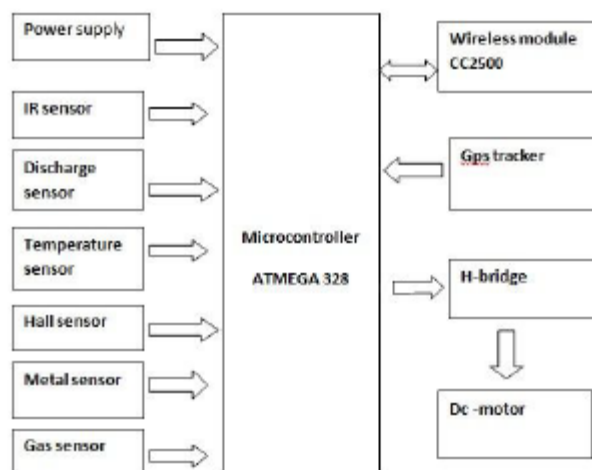 Power supply
IR sensor
Discharge
sensor
Temperature
sensor
Hall sensor
Metal sensor
Gas sensor
Microcontroller
ATMEGA 328
Wireless module
CC2500
Gps tracker
H-bridge
Dc -motor